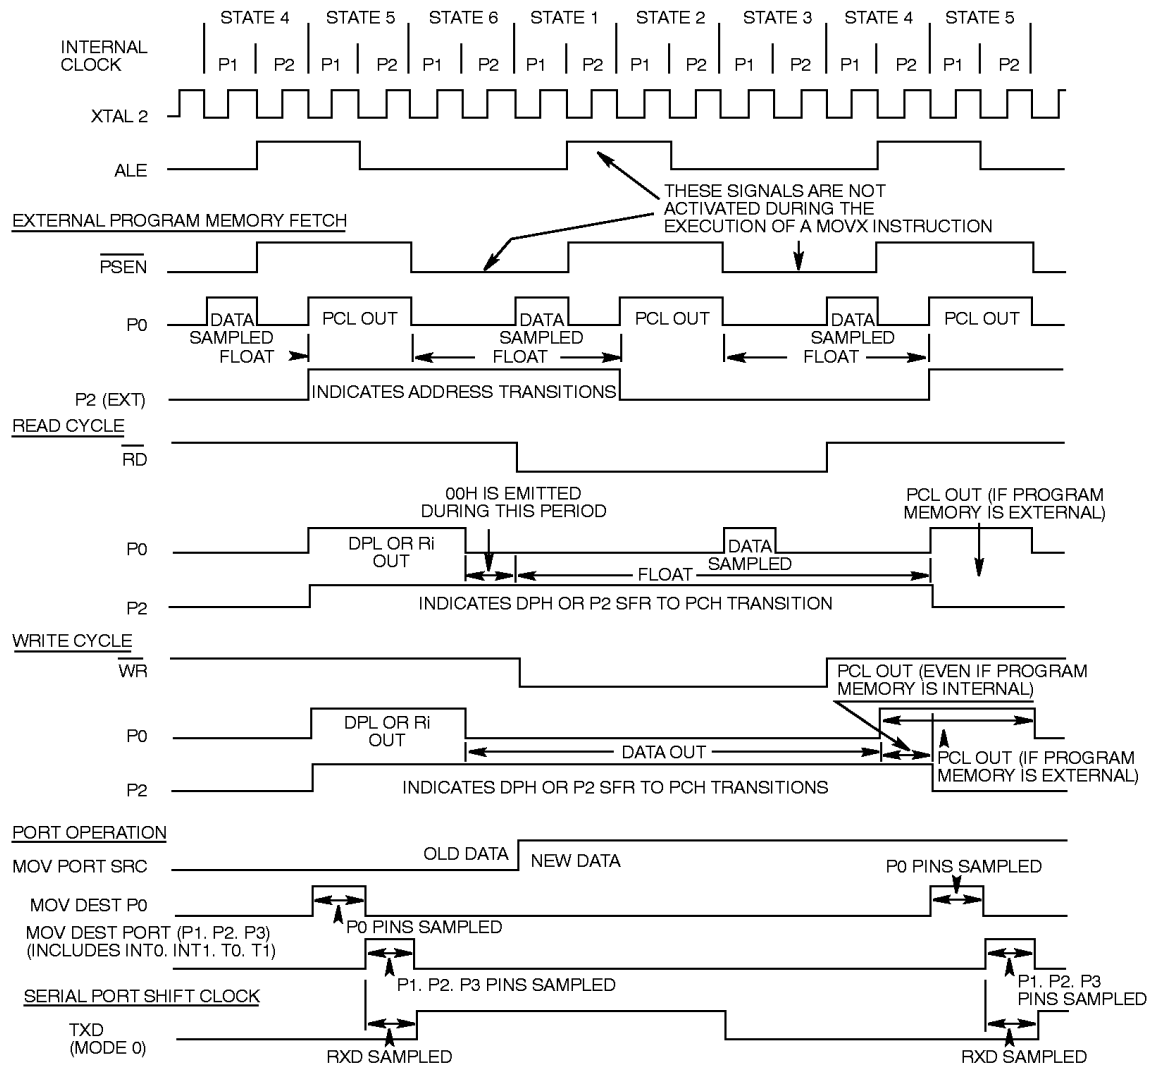 STATE 4 STATE 5 STATE 6 STATE 1 STATE 2 STATE 3 STATE 4 STATE 5
INTERNAL
CLOCK
P1 P2 P1 P2 P1 P2 P1 P2 P1 P2 P1 P2 P1 P2 P1 P2
XTAL 2
ALE
THESE SIGNALS ARE NOT
ACTIVATED DURING THE
EXECUTION OF A MOVX INSTRUCTION
EXTERNAL PROGRAM MEMORY FETCH
PSEN
P0
DATA PCL OUT DATA PCL OUT DATA PCL OUT
SAMPLED SAMPLED SAMPLED
FLOAT FLOAT FLOAT
P2 (EXT)
INDICATES ADDRESS TRANSITIONS
READ CYCLE
RD
00H IS EMITTED
DURING THIS PERIOD
PCL OUT (IF PROGRAM
MEMORY IS EXTERNAL)
P0
DPL OR Ri
OUT
DATA
SAMPLED
FLOAT
P2
INDICATES DPH OR P2 SFR TO PCH TRANSITION
WRITE CYCLE
WR
PCL OUT (EVEN IF PROGRAM
MEMORY IS INTERNAL)
P0
DPL OR Ri
OUT
DATA OUT
PCL OUT (IF PROGRAM
MEMORY IS EXTERNAL)
P2
INDICATES DPH OR P2 SFR TO PCH TRANSITIONS
PORT OPERATION
MOV PORT SRC
OLD DATA
NEW DATA
P0 PINS SAMPLED
MOV DEST P0
P0 PINS SAMPLED
MOV DEST PORT (P1. P2. P3)
(INCLUDES INT0. INT1. T0. T1)
P1. P2. P3 PINS SAMPLED
P1. P2. P3
PINS SAMPLED
SERIAL PORT SHIFT CLOCK
TXD
(MODE 0)
RXD SAMPLED
RXD SAMPLED